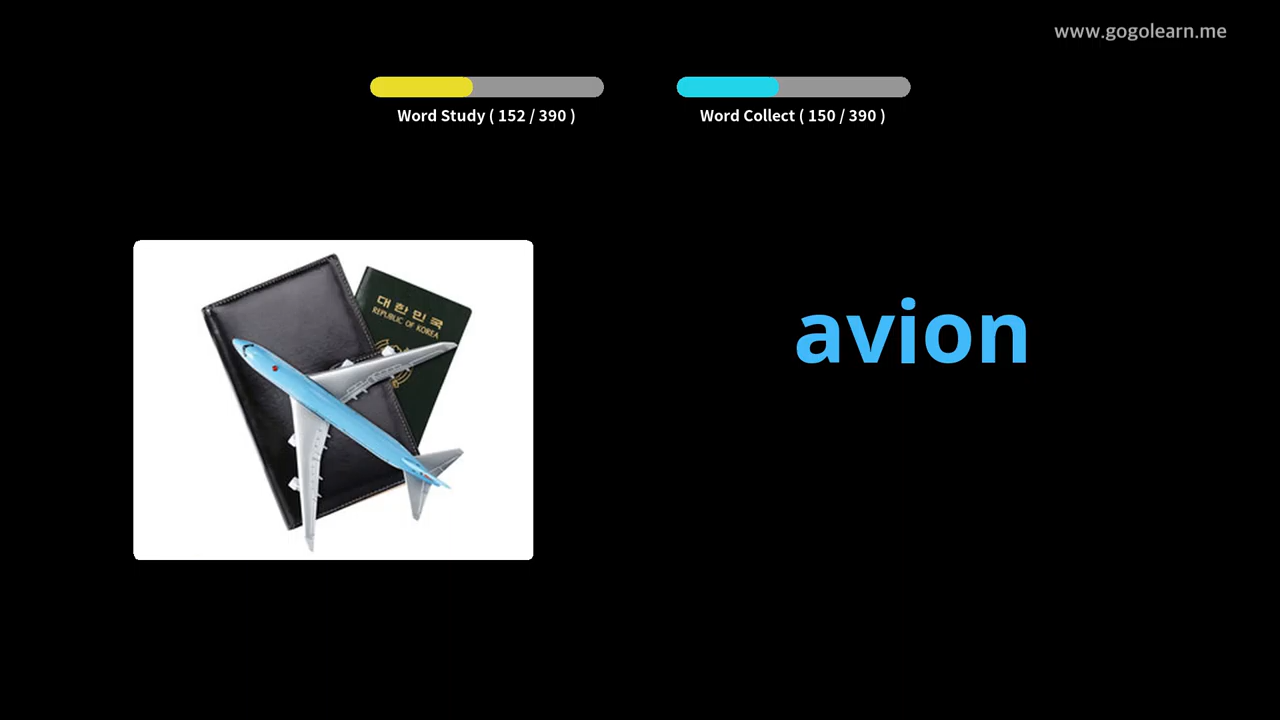 www.gogolearn.me
Word Study ( 152 / 390 )
Word Collect ( 150 / 390 )
대한민국
REPUBLIC OF KOREA
avion